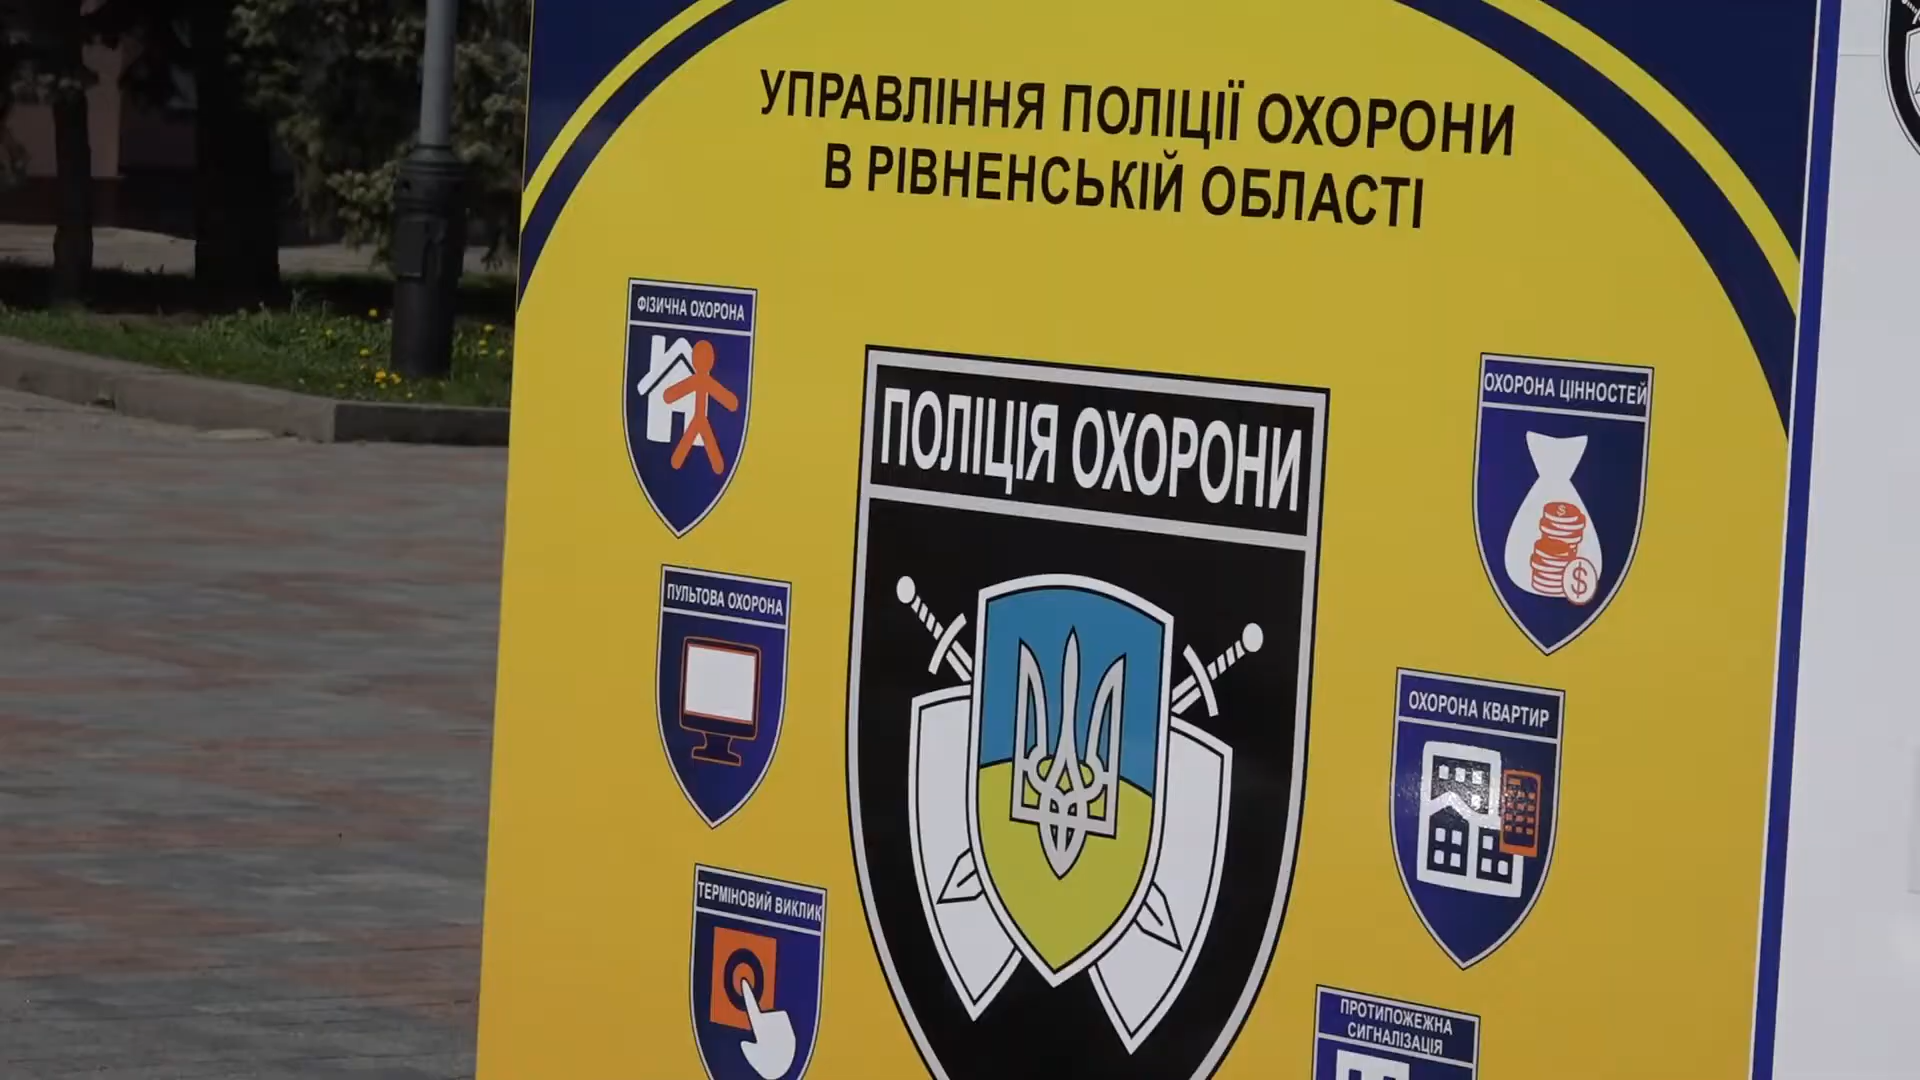 УПРАВЛІННЯ ПОЛІЦІЇ ОХОРОНИ
В РІВНЕНСЬКІЙ ОБЛАСТІ
ФІЗИЧНА ОХОРОНА
ПОЛІЦІЯ ОХОРОНИ
ОХОРОНА ЦІННОСТЕЙ
$
$
ПУЛЬТОВА ОХОРОНА
ОХОРОНА КВАРТИР
ТЕРМІНОВИЙ ВИКЛИК
ПРОТИПОЖЕЖНА
СИГНАЛІЗАЦІЯ